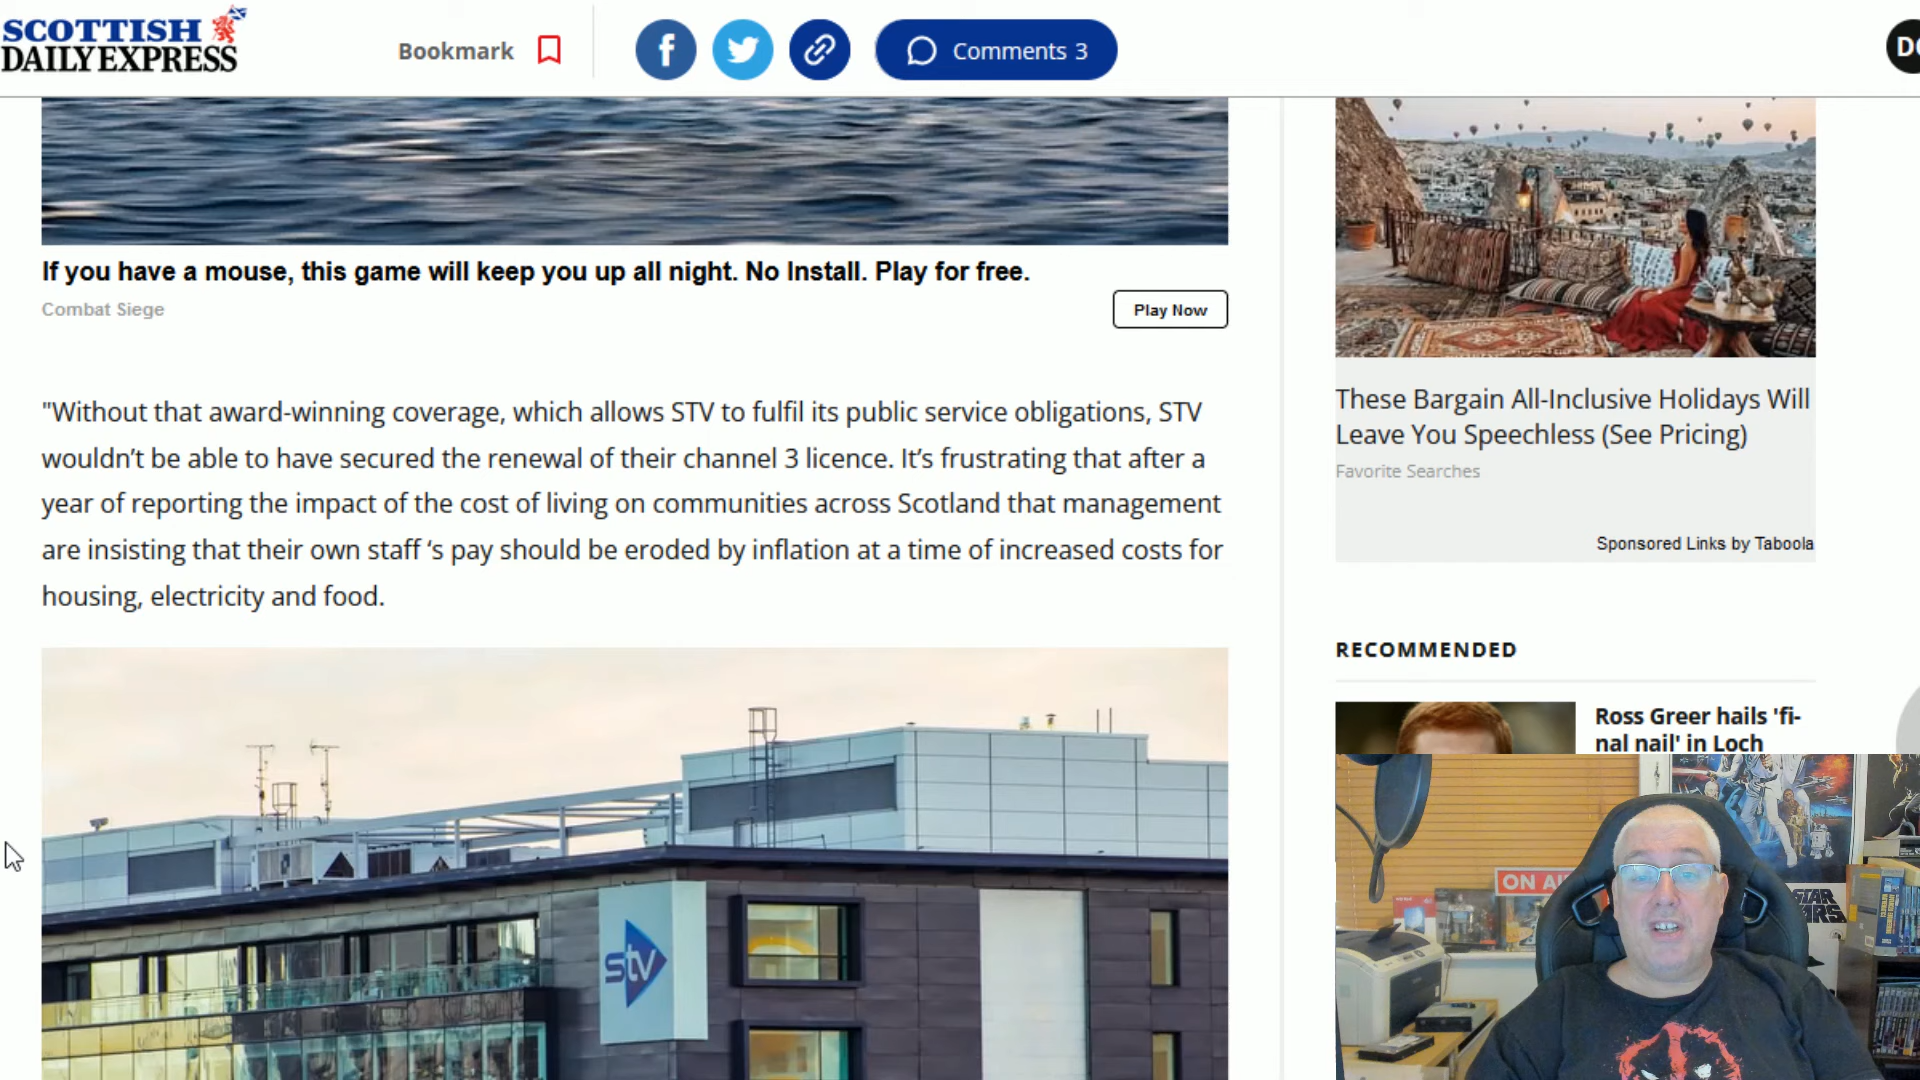 SCOTTISH
DAILY EXPRESS
Bookmark
Comments 3
If you have a mouse, this game will keep you up all night. No Install. Play for free.
Combat Siege
Play Now
"Without that award-winning coverage, which allows STV to fulfil its public service obligations, STV
wouldn't be able to have secured the renewal of their channel 3 licence. It's frustrating that after a
year of reporting the impact of the cost of living on communities across Scotland that management
are insisting that their own staff 's pay should be eroded by inflation at a time of increased costs for
housing, electricity and food.
stv
These Bargain All-Inclusive Holidays Will
Leave You Speechless (See Pricing)
Favorite Searches
Sponsored Links by Taboola
RECOMMENDED
Ross Greer hails 'fi-
nal nail' in Loch
ON AI
STAR
WARS